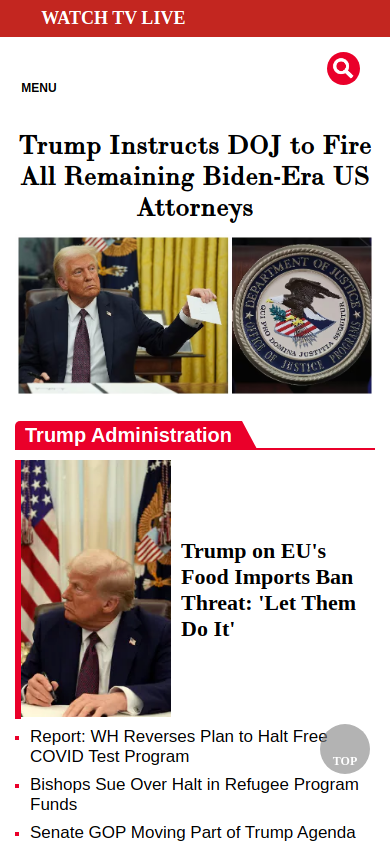 WATCH TV LIVE
MENU
Trump Instructs DOJ to Fire
All Remaining Biden-Era US
Attorneys
DEPARTMENT OF JUSTICE
QUI PRO DOMINA JUSTITIA SEQUITUR
OFFICE OF JUSTICE PROGRAMS
Trump Administration
Trump on EU's
Food Imports Ban
Threat: 'Let Them
Do It'
Report: WH Reverses Plan to Halt Free
COVID Test Program
TOP
Bishops Sue Over Halt in Refugee Program
Funds
Senate GOP Moving Part of Trump Agenda